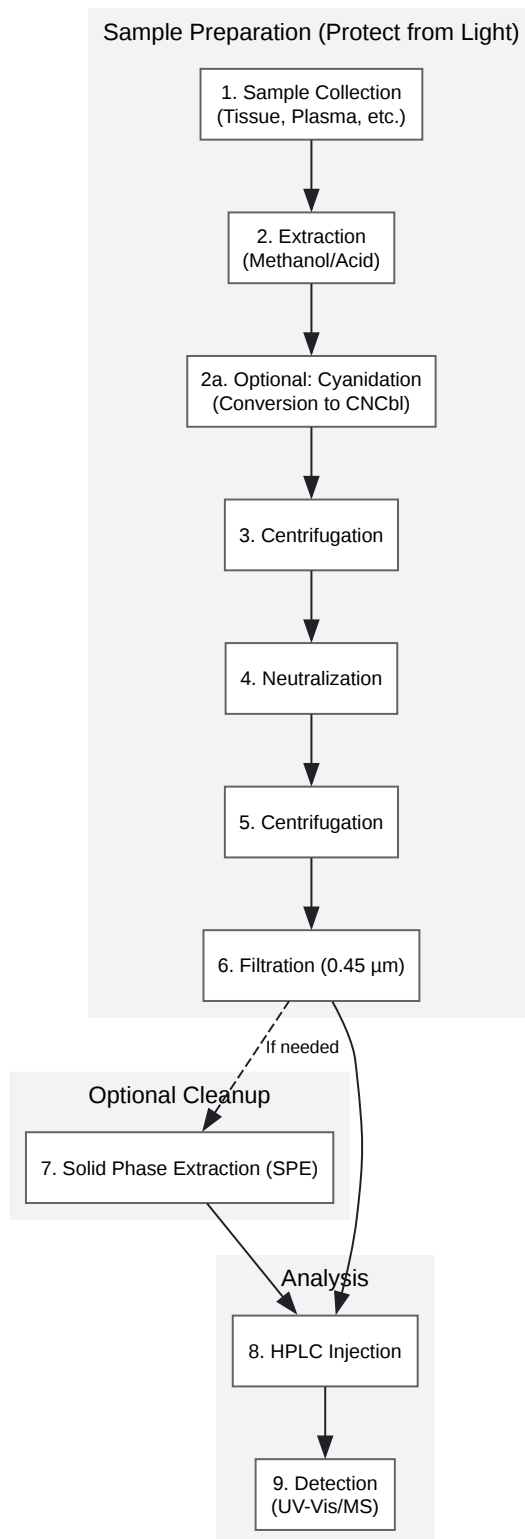 Sample Preparation (Protect from Light)
1. Sample Collection
(Tissue, Plasma, etc.)
2. Extraction
(Methanol/Acid)
2a. Optional: Cyanidation
(Conversion to CNCbl)
3. Centrifugation
4. Neutralization
5. Centrifugation
6. Filtration (0.45 µm)
If needed
Optional Cleanup
7. Solid Phase Extraction (SPE)
Analysis
8. HPLC Injection
9. Detection
(UV-Vis/MS)